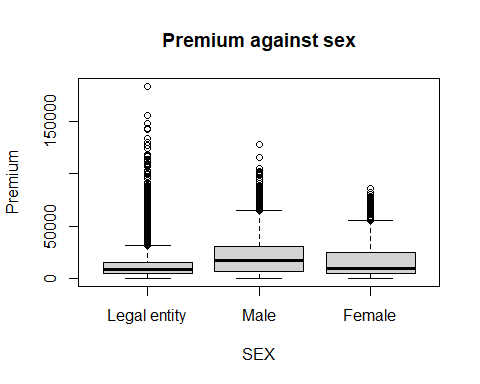 Premium against sex
150000
50000
0
Premium
Legal entity Male Female
SEX